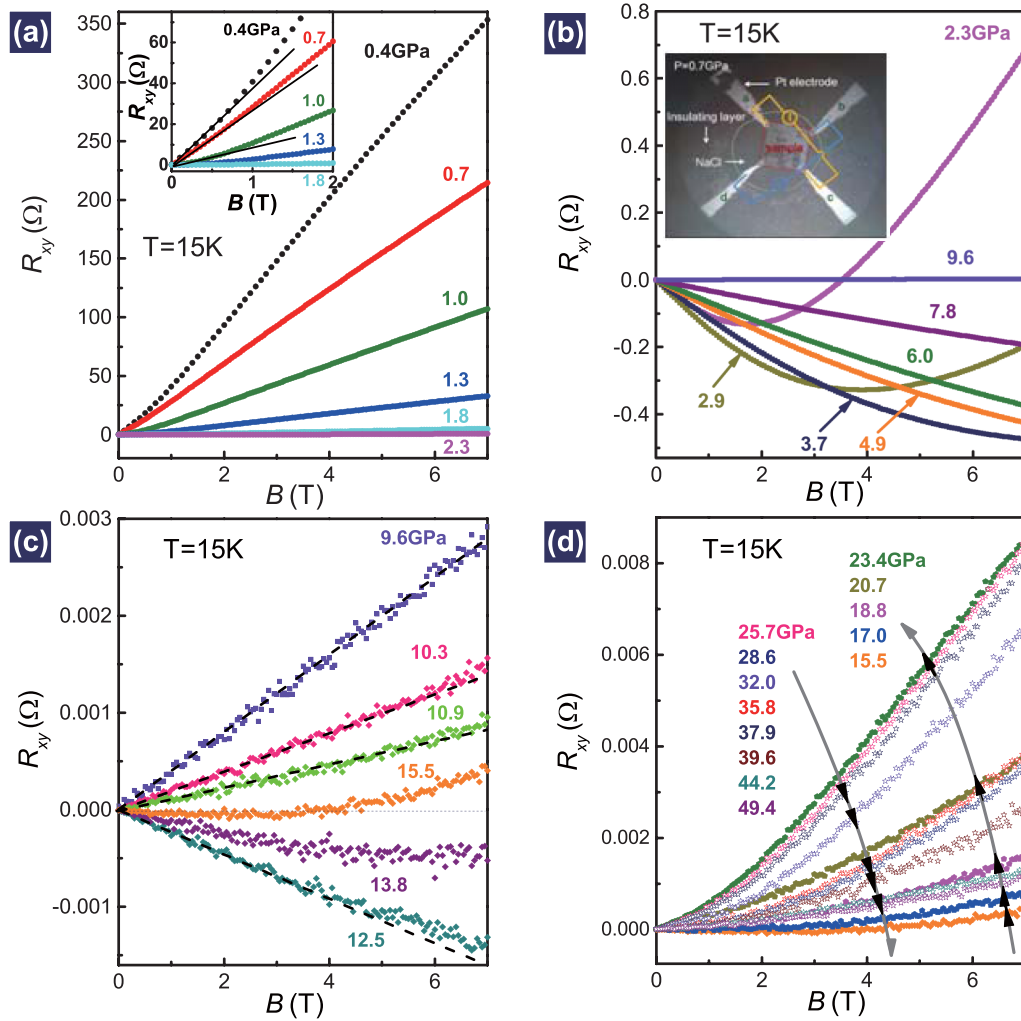 (a)
0.4GPa
0.4GPa
0.7
1.0
1.3
1.8
R_xy (Ω)
60
40
20
0
0
1
2
B (T)
T=15K
0.7
1.0
1.3
1.8
2.3
R_xy (Ω)
350
300
250
200
150
100
50
0
0
2
4
6
B (T)
(b)
T=15K
2.3GPa
P=0.7GPa
Pt electrode
Insulating layer
NaCl
sample
b
c
d
9.6
7.8
6.0
2.9
3.7
4.9
R_xy (Ω)
0.8
0.6
0.4
0.2
0.0
-0.2
-0.4
0
2
4
6
B (T)
(c)
T=15K
9.6GPa
10.3
10.9
15.5
13.8
12.5
R_xy (Ω)
0.003
0.002
0.001
0.000
-0.001
0
2
4
6
B (T)
(d)
T=15K
23.4GPa
20.7
18.8
17.0
15.5
25.7GPa
28.6
32.0
35.8
37.9
39.6
44.2
49.4
R_xy (Ω)
0.008
0.006
0.004
0.002
0.000
0
2
4
6
B (T)